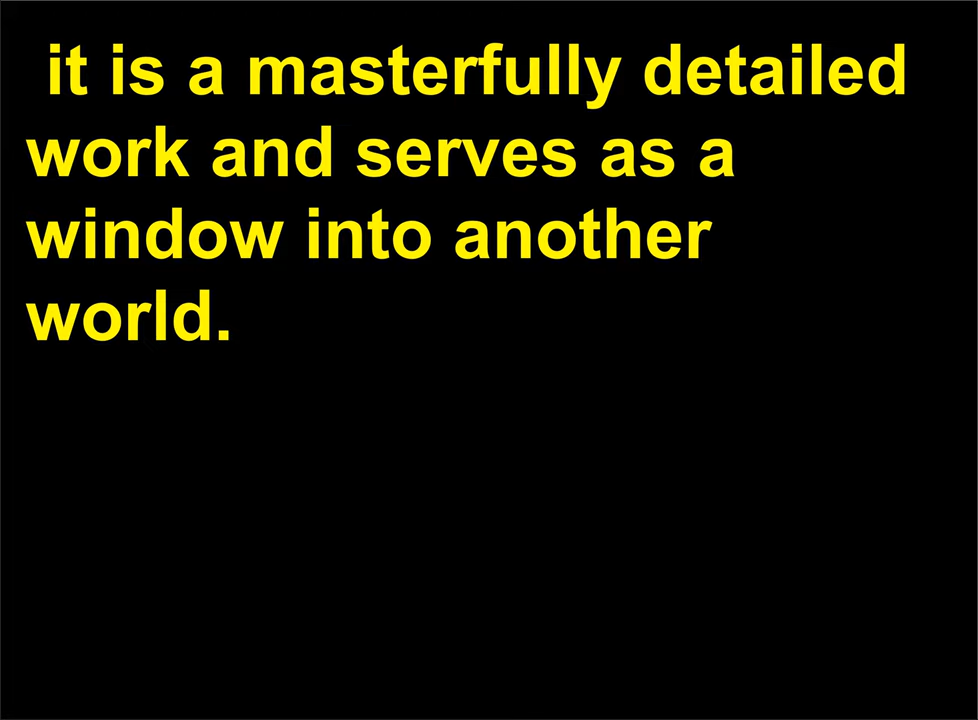 it is a masterfully detailed
work and serves as a
window into another
world.